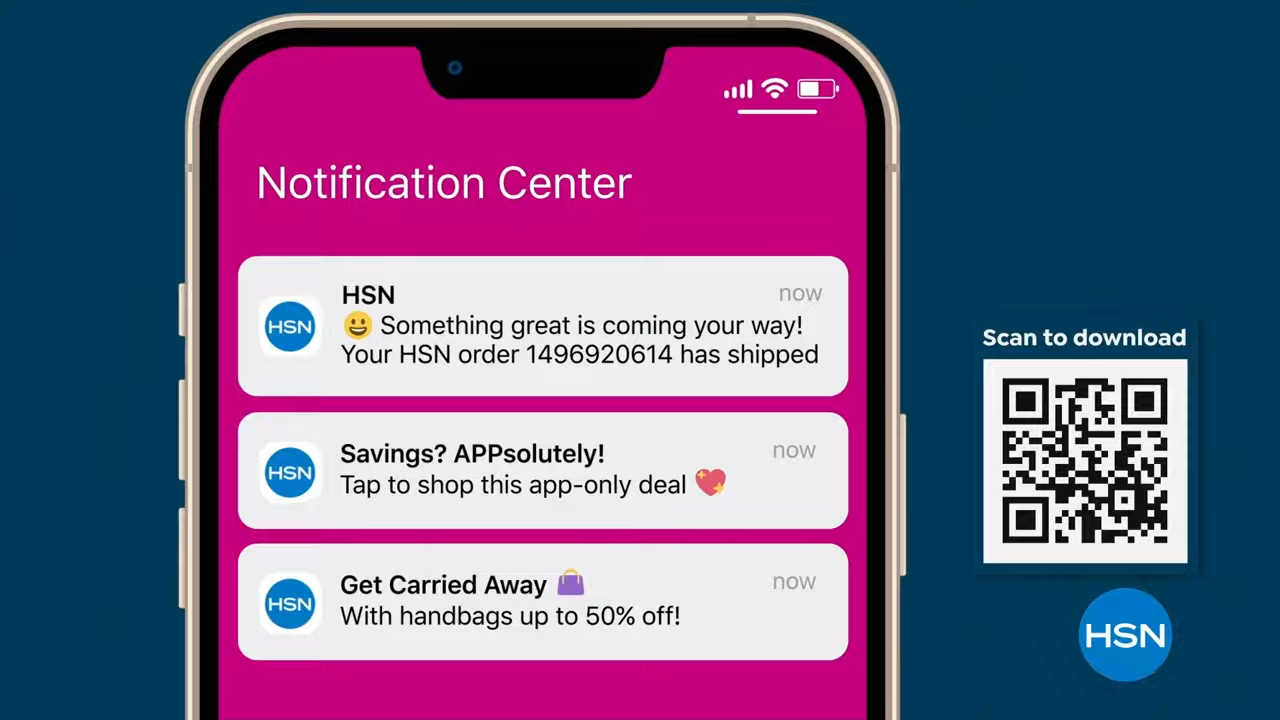 Notification Center
HSN
HSN
now
😀 Something great is coming your way!
Your HSN order 1496920614 has shipped
HSN
Savings? APPsolutely!
now
Tap to shop this app-only deal 💖
HSN
Get Carried Away 👜
now
With handbags up to 50% off!
Scan to download
HSN